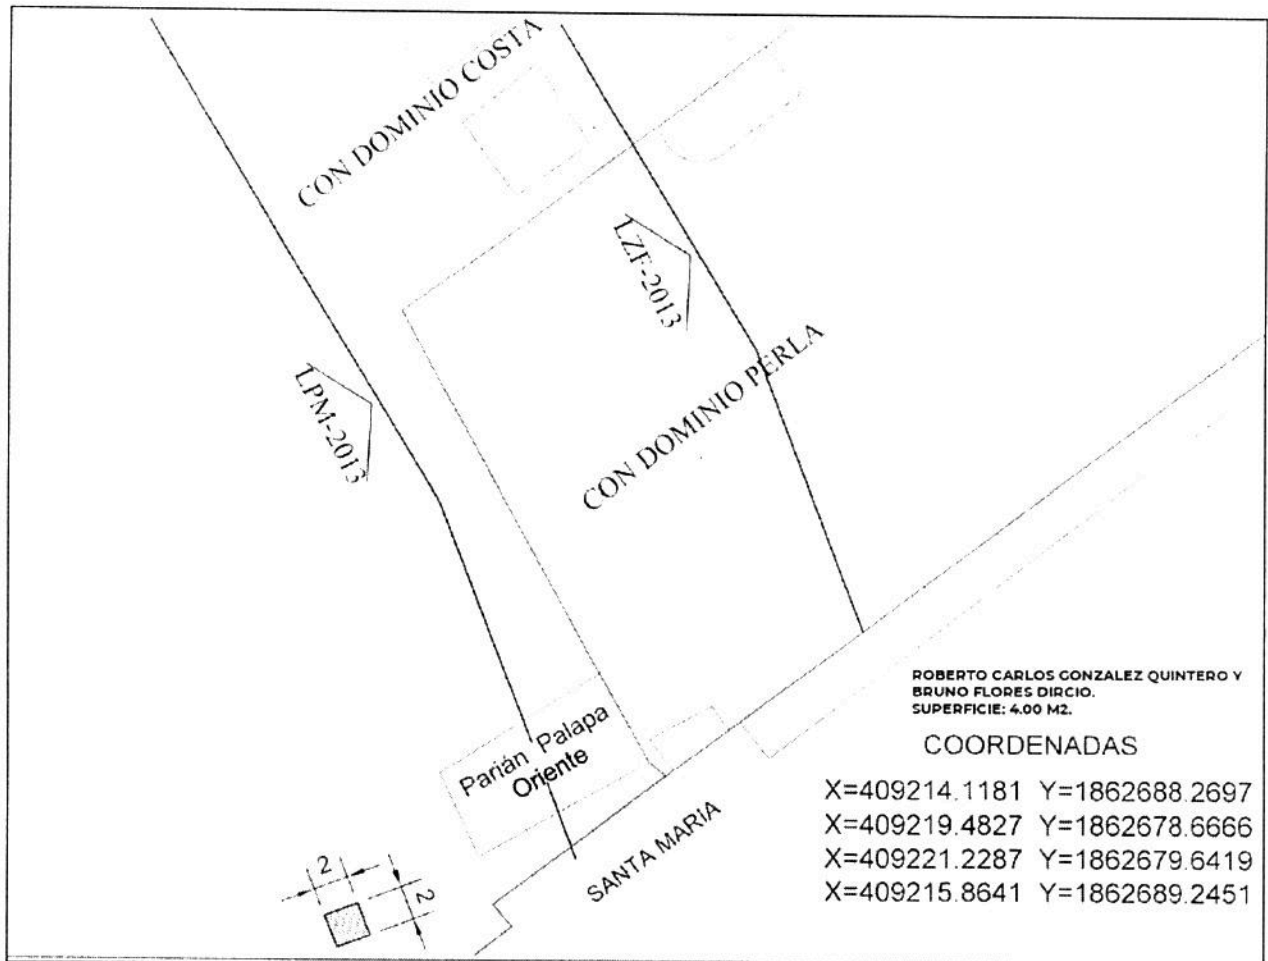 CON DOMINIO COSTA
LZF-2013
CON DOMINIO PERLA
LPM-2013
ROBERTO CARLOS GONZALEZ QUINTERO Y
BRUNO FLORES DIRCIO.
SUPERFICIE: 4.00 M2.
COORDENADAS
Parián Palapa
Oriente
X=409214.1181 Y=1862688.2697
X=409219.4827 Y=1862678.6666
X=409221.2287 Y=1862679.6419
X=409215.8641 Y=1862689.2451
SANTA MARIA
2
2